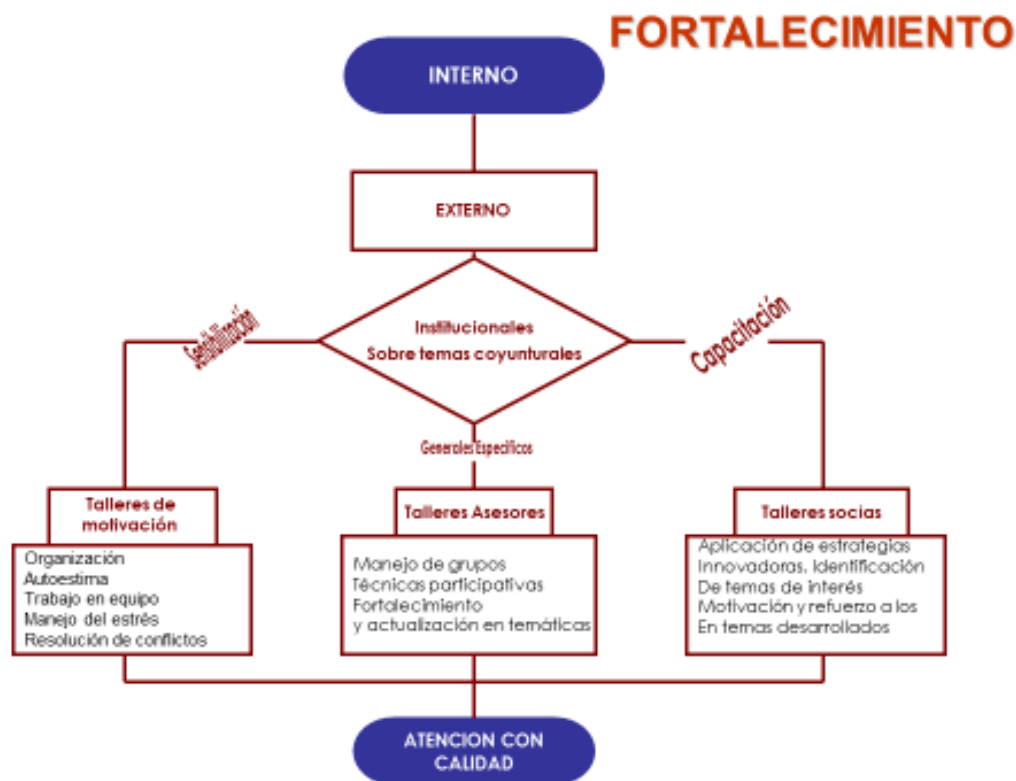 FORTALECIMIENTO
INTERNO
EXTERNO
Institucionales
Sobre temas coyunturales
Sensibilización
Capacitación
Generales Específicos
Talleres de
motivación
Organización
Autoestima
Trabajo en equipo
Manejo del estrés
Resolución de conflictos
Talleres Asesores
Manejo de grupos
Técnicas participativas
Fortalecimiento
y actualización en temáticas
Talleres socias
Aplicación de estrategias
Innovadoras. Identificación
De temas de interés
Motivación y refuerzo a los
En temas desarrollados
ATENCION CON
CALIDAD